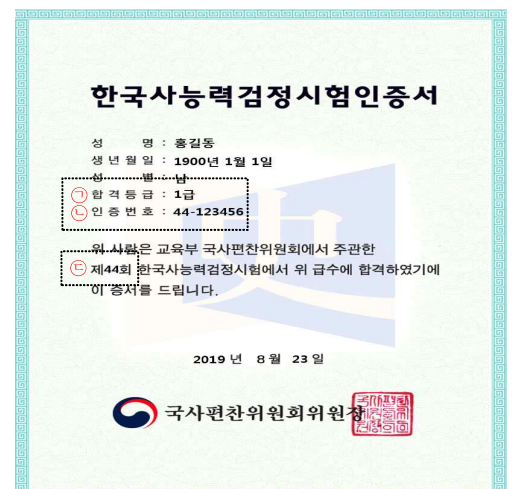 한국사능력검정시험인증서
성 명 : 홍길동
생 년 월 일 : 1900년 1월 1일
성 별 : 남
㉠ 합 격 등 급 : 1급
㉡ 인 증 번 호 : 44-123456
위 사람은 교육부 국사편찬위원회에서 주관한
㉢ 제44회 한국사능력검정시험에서 위 급수에 합격하였기에
이 증서를 드립니다.
2019 년 8 월 23 일
국사편찬위원회위원장
史